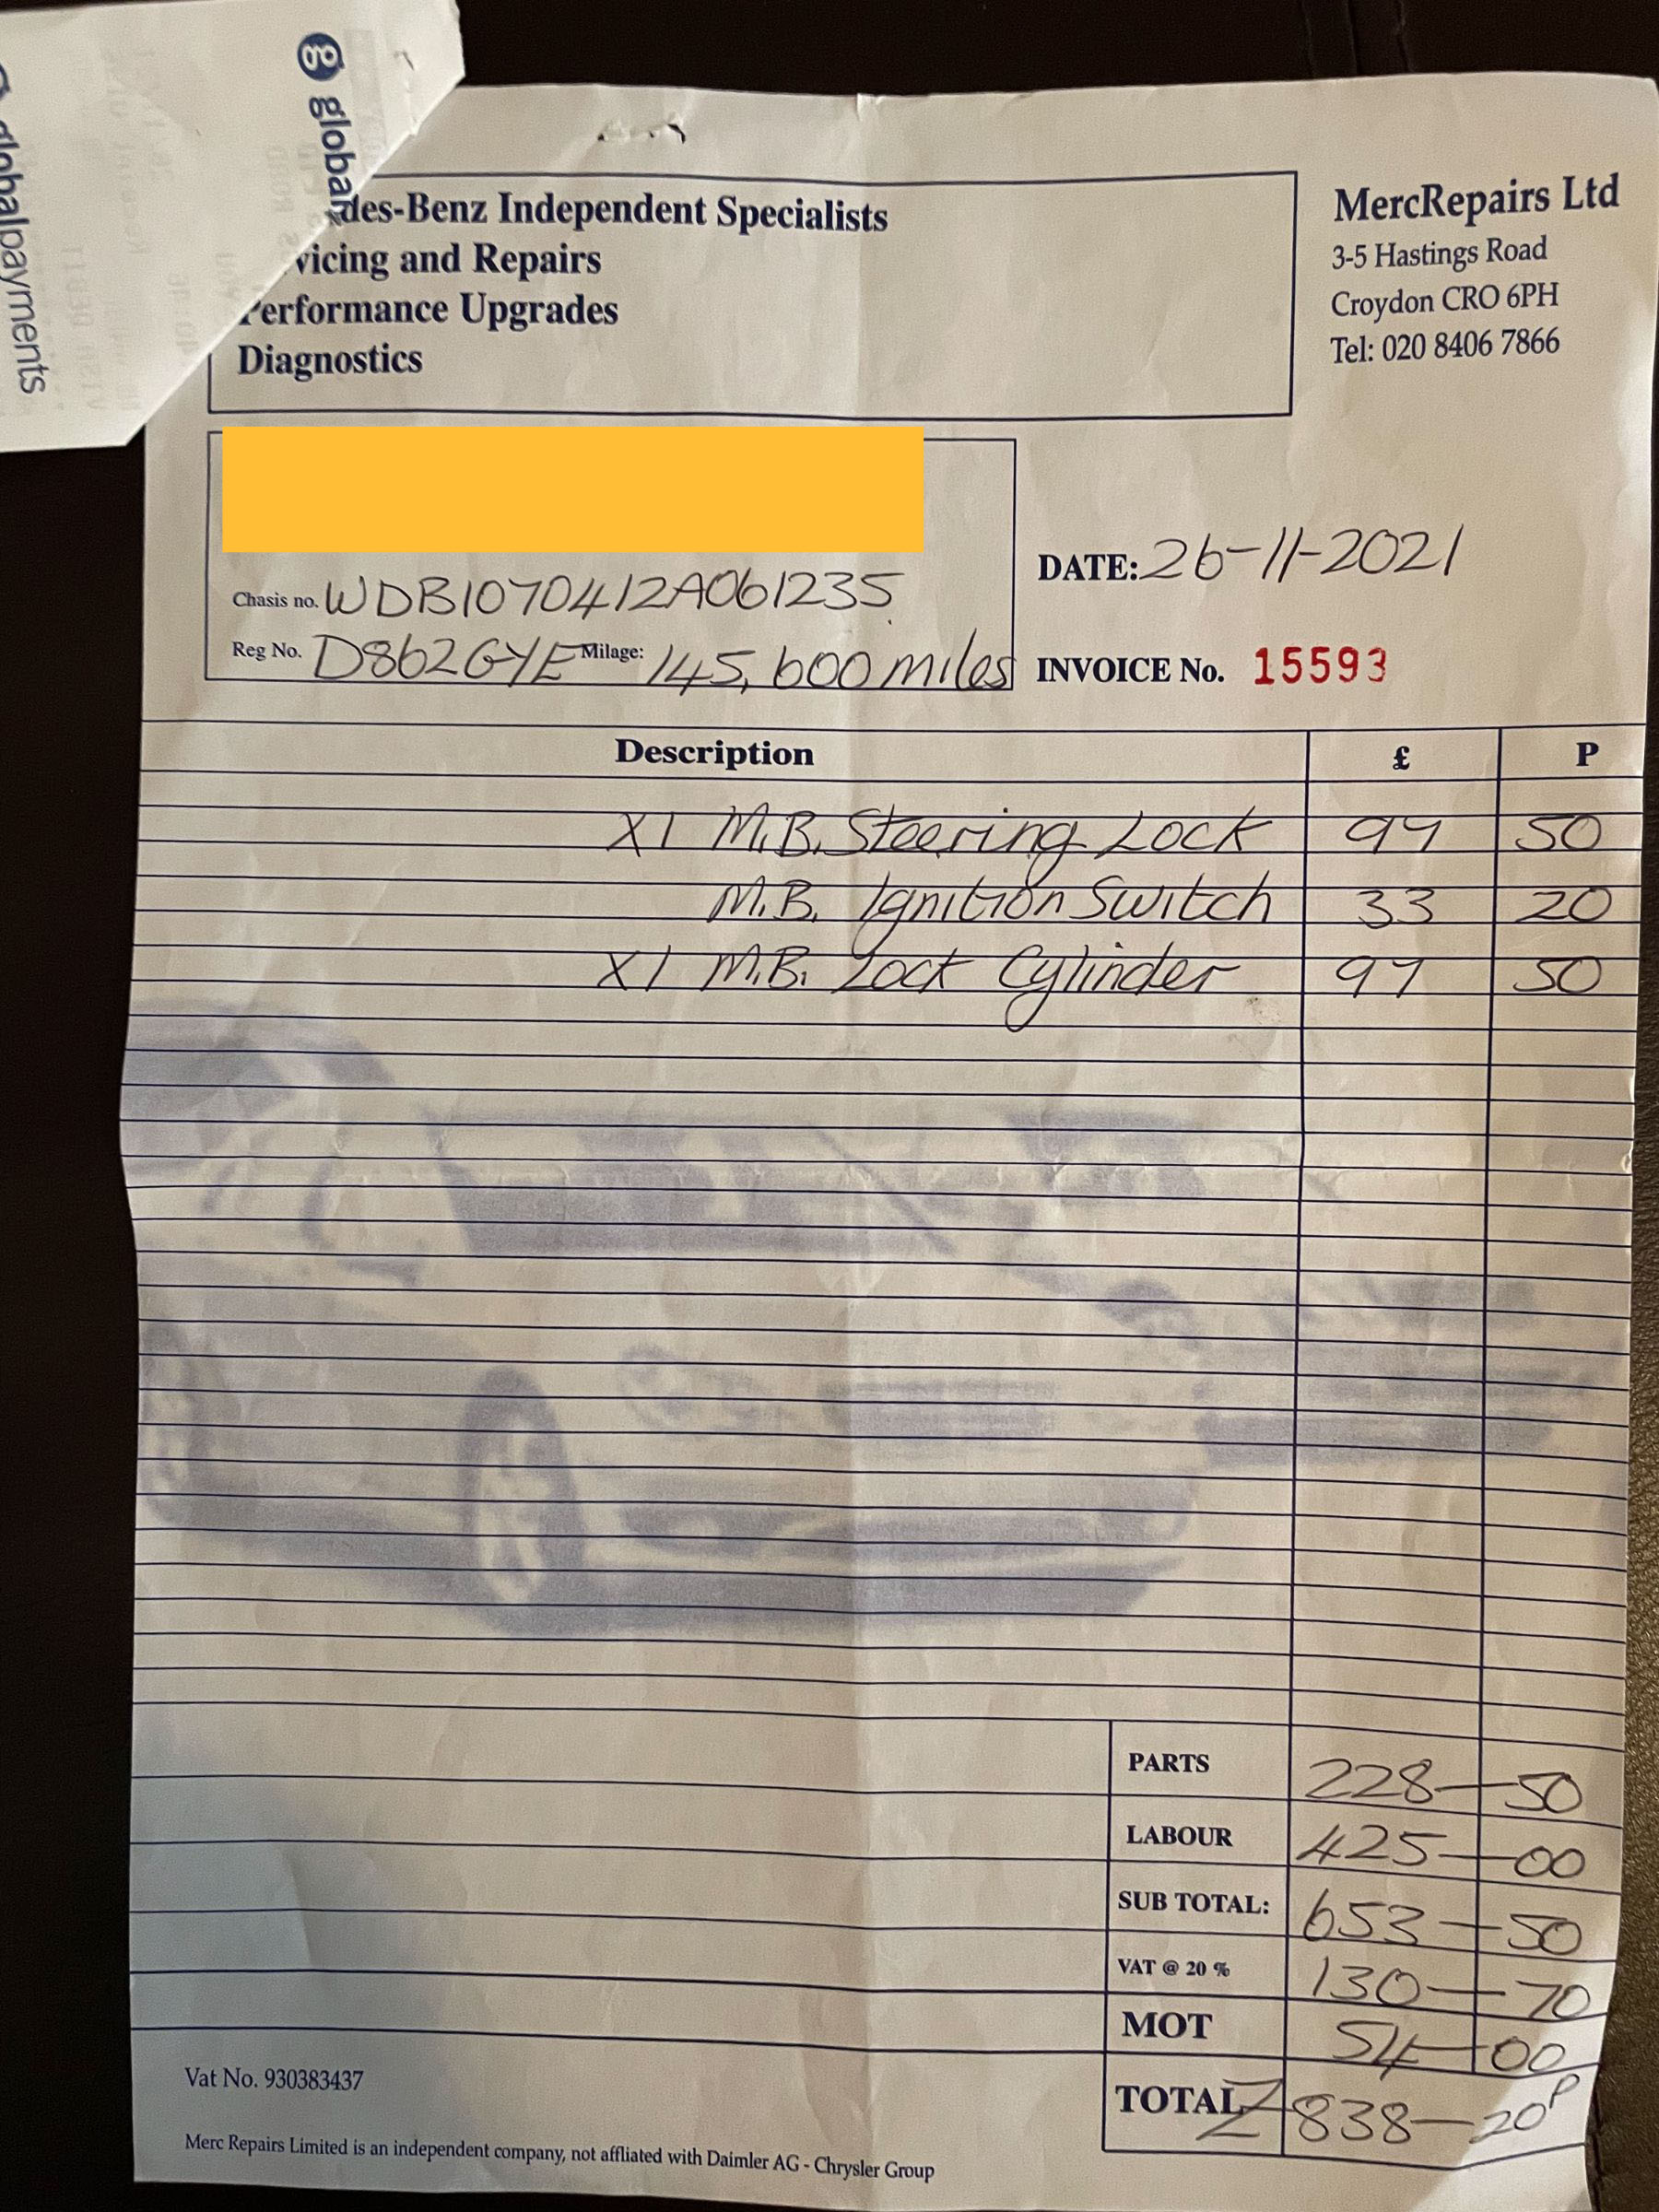 globalpayments
g global
des-Benz Independent Specialists
vicing and Repairs
Performance Upgrades
Diagnostics
MercRepairs Ltd
3-5 Hastings Road
Croydon CRO 6PH
Tel: 020 8406 7866
Chasis no. WDB1070412A061235
Reg No. D862GYE Milage: 145,600 miles
DATE: 26-11-2021
INVOICE No. 15593
Description £ P
X1 M.B. Steering Lock 97 50
M.B. Ignition Switch 33 20
X1 M.B. Lock Cylinder 97 50
PARTS 228-50
LABOUR 425-00
SUB TOTAL: 653-50
VAT @ 20 % 130-70
MOT 54-00
TOTAL 838-20P
Vat No. 930383437
Merc Repairs Limited is an independent company, not affliated with Daimler AG - Chrysler Group